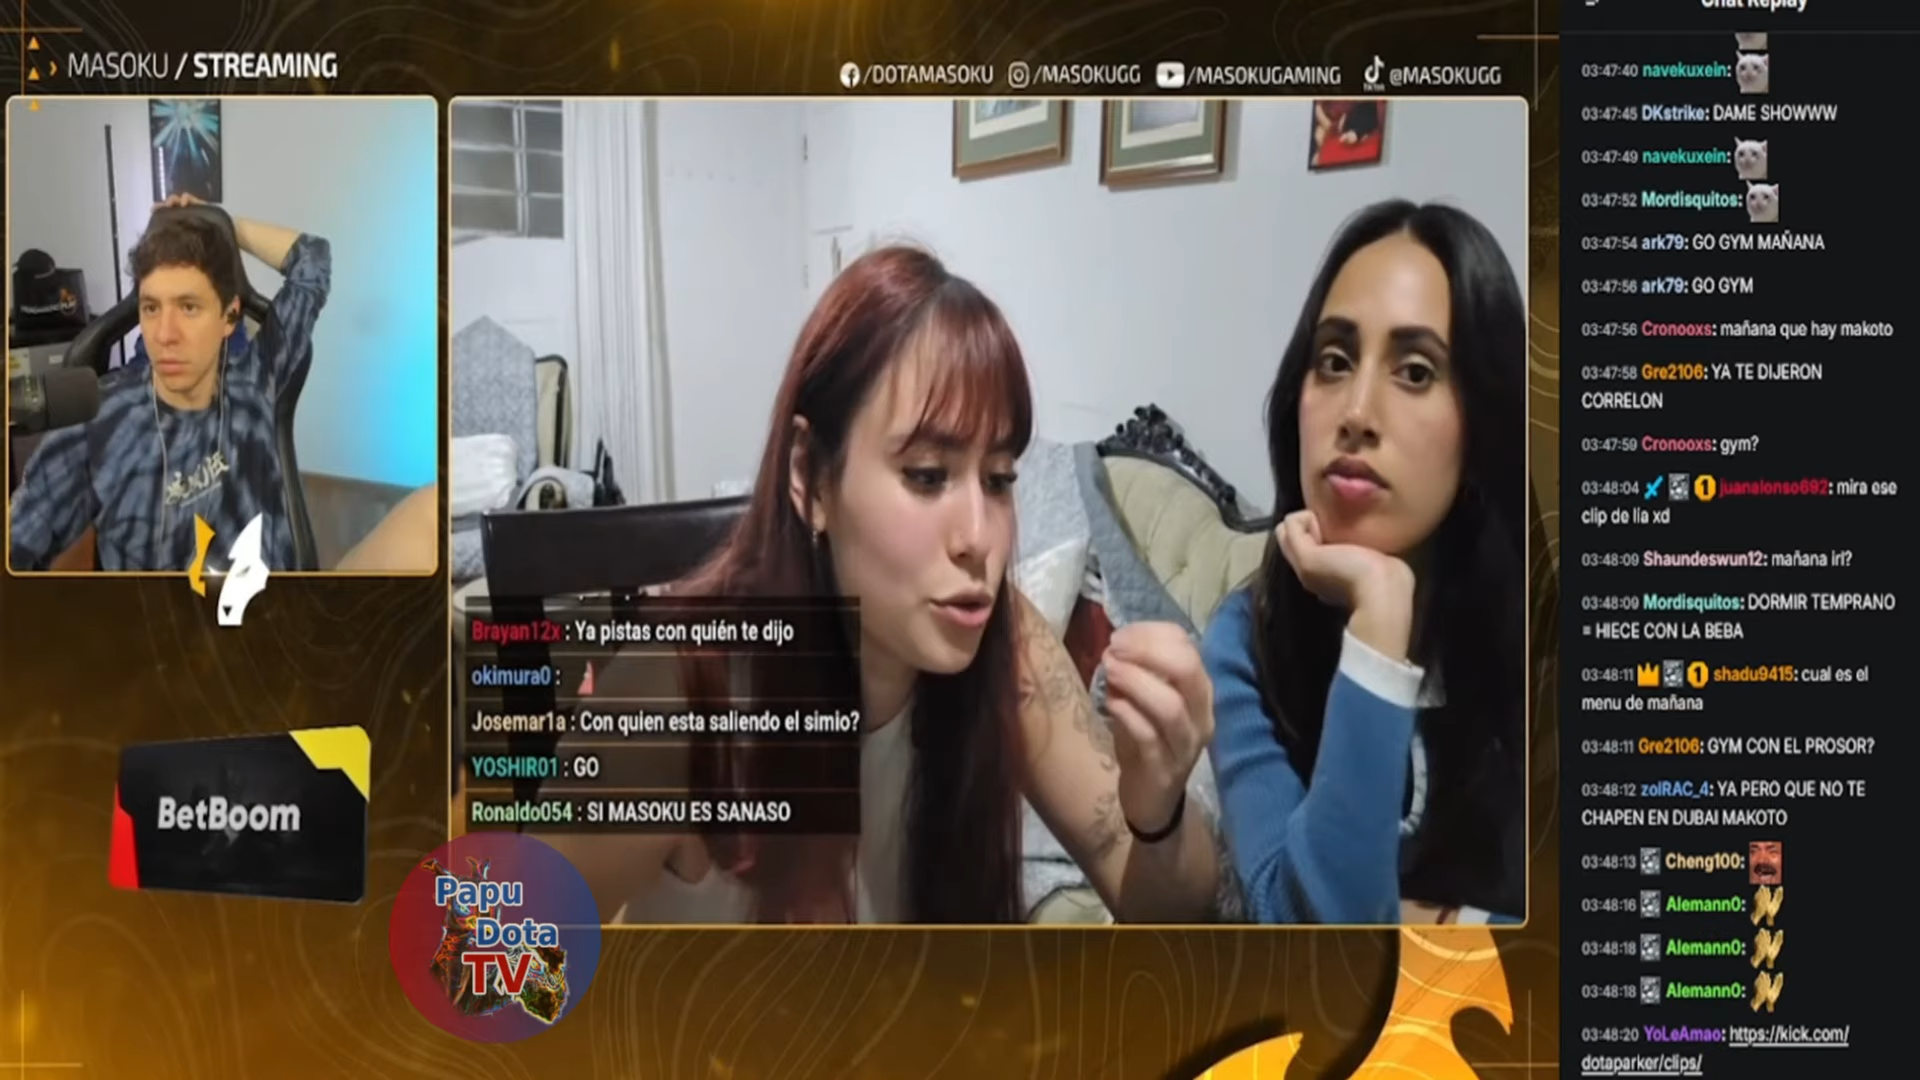 MASOKU / STREAMING
/DOTAMASOKU /MASOKUGG /MASOKUGAMING @MASOKUGG
Brayan12x : Ya pistas con quién te dijo
okimura0 :
Josemar1a : Con quien esta saliendo el simio?
YOSHIR01 : GO
Ronaldo054 : SI MASOKU ES SANASO
BetBoom
Papu
Dota
TV
Chat Replay
03:47:40 navekuxein:
03:47:45 DKstrike: DAME SHOWWW
03:47:49 navekuxein:
03:47:52 Mordisquitos:
03:47:54 ark79: GO GYM MAÑANA
03:47:56 ark79: GO GYM
03:47:56 Cronooxs: mañana que hay makoto
03:47:58 Gre2106: YA TE DIJERON
CORRELON
03:47:59 Cronooxs: gym?
03:48:04 1 juanalonso692: mira ese
clip de lia xd
03:48:09 Shaundeswun12: mañana irl?
03:48:09 Mordisquitos: DORMIR TEMPRANO
= HIECE CON LA BEBA
03:48:11 1 shadu9415: cual es el
menu de mañana
03:48:11 Gre2106: GYM CON EL PROSOR?
03:48:12 zolRAC_4: YA PERO QUE NO TE
CHAPEN EN DUBAI MAKOTO
03:48:13 Cheng100:
03:48:16 Alemann0:
03:48:18 Alemann0:
03:48:18 Alemann0:
03:48:20 YoLeAmao: https://kick.com/
dotaparker/clips/